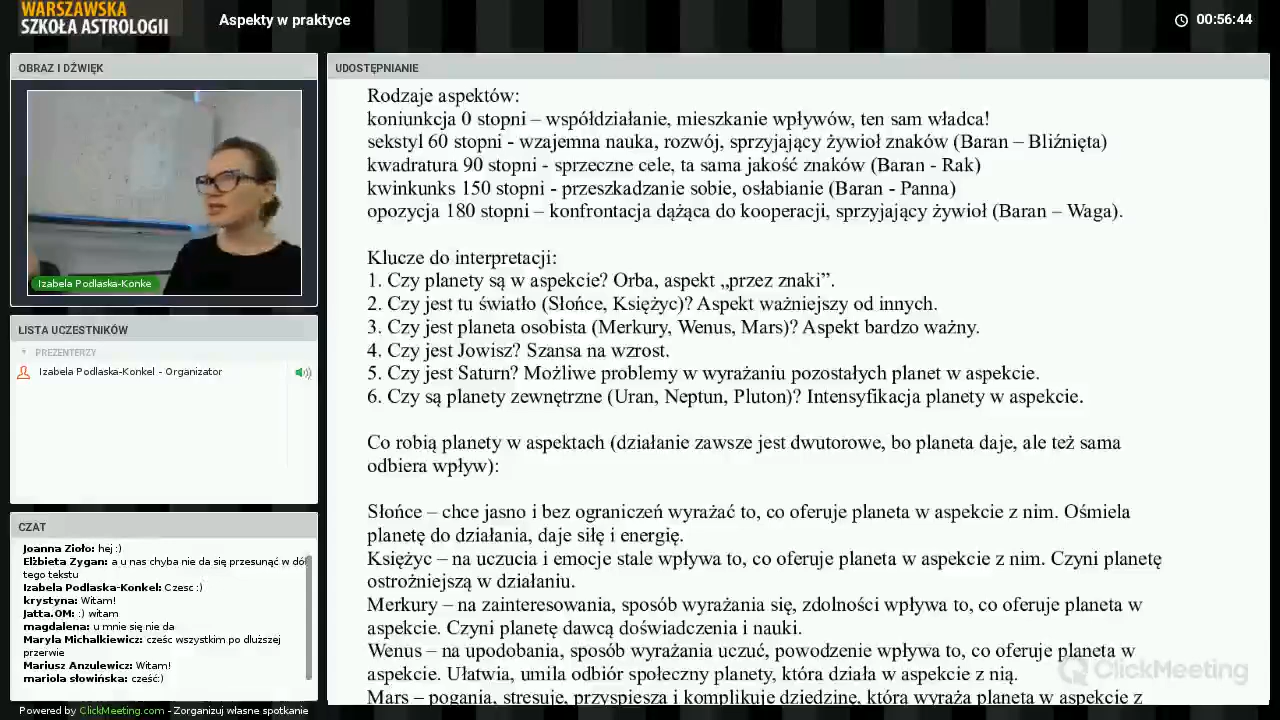 WARSZAWSKA
SZKOŁA ASTROLOGII
Aspekty w praktyce
00:56:44
OBRAZ I DŹWIĘK
Izabela Podlaska-Konke
LISTA UCZESTNIKÓW
PREZENTERZY
Izabela Podlaska-Konkel - Organizator
CZAT
Joanna Zioło: hej :)
Elżbieta Zygan: a u nas chyba nie da się przesunąć w dół
tego tekstu
Izabela Podlaska-Konkel: Czesc :)
krystyna: Witam!
Jatta.OM: :) witam
magdalena: u mnie się nie da
Maryla Michalkiewicz: cześc wszystkim po dluższej
przerwie
Mariusz Anzulewicz: Witam!
mariola słowińska: cześć:)
Powered by ClickMeeting.com - Zorganizuj własne spotkanie
UDOSTĘPNIANIE
Rodzaje aspektów:
koniunkcja 0 stopni – współdziałanie, mieszkanie wpływów, ten sam władca!
sekstyl 60 stopni - wzajemna nauka, rozwój, sprzyjający żywioł znaków (Baran – Bliźnięta)
kwadratura 90 stopni - sprzeczne cele, ta sama jakość znaków (Baran - Rak)
kwinkunks 150 stopni - przeszkadzanie sobie, osłabianie (Baran - Panna)
opozycja 180 stopni – konfrontacja dążąca do kooperacji, sprzyjający żywioł (Baran – Waga).
Klucze do interpretacji:
1. Czy planety są w aspekcie? Orba, aspekt „przez znaki”.
2. Czy jest tu światło (Słońce, Księżyc)? Aspekt ważniejszy od innych.
3. Czy jest planeta osobista (Merkury, Wenus, Mars)? Aspekt bardzo ważny.
4. Czy jest Jowisz? Szansa na wzrost.
5. Czy jest Saturn? Możliwe problemy w wyrażaniu pozostałych planet w aspekcie.
6. Czy są planety zewnętrzne (Uran, Neptun, Pluton)? Intensyfikacja planety w aspekcie.
Co robią planety w aspektach (działanie zawsze jest dwutorowe, bo planeta daje, ale też sama
odbiera wpływ):
Słońce – chce jasno i bez ograniczeń wyrażać to, co oferuje planeta w aspekcie z nim. Ośmiela
planetę do działania, daje siłę i energię.
Księżyc – na uczucia i emocje stale wpływa to, co oferuje planeta w aspekcie z nim. Czyni planetę
ostrożniejszą w działaniu.
Merkury – na zainteresowania, sposób wyrażania się, zdolności wpływa to, co oferuje planeta w
aspekcie. Czyni planetę dawcą doświadczenia i nauki.
Wenus – na upodobania, sposób wyrażania uczuć, powodzenie wpływa to, co oferuje planeta w
aspekcie. Ułatwia, umila odbiór społeczny planety, która działa w aspekcie z nią.
Mars – pogania, stresuje, przyspiesza i komplikuje dziedzinę, którą wyraża planeta w aspekcie z
ClickMeeting